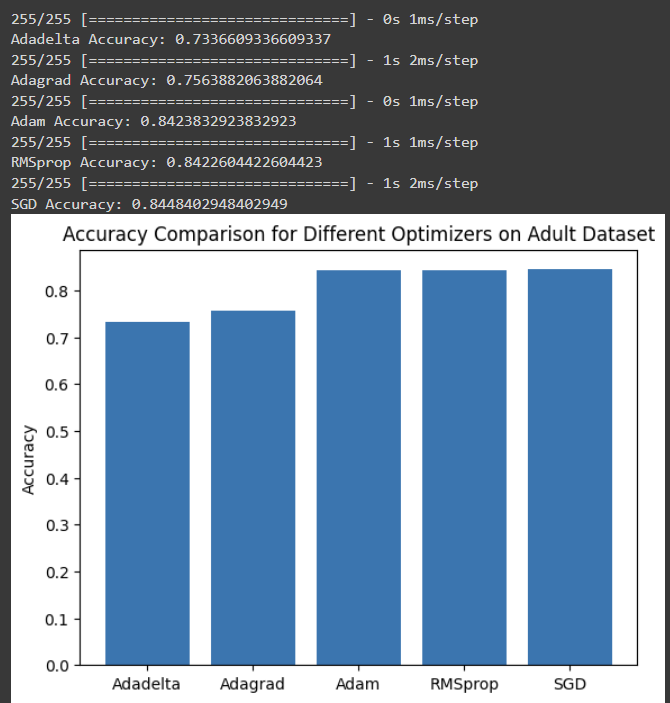 255/255 [==============================] - 0s 1ms/step
Adadelta Accuracy: 0.7336609336609337
255/255 [==============================] - 1s 2ms/step
Adagrad Accuracy: 0.7563882063882064
255/255 [==============================] - 0s 1ms/step
Adam Accuracy: 0.8423832923832923
255/255 [==============================] - 1s 1ms/step
RMSprop Accuracy: 0.8422604422604423
255/255 [==============================] - 1s 2ms/step
SGD Accuracy: 0.8448402948402949
Accuracy Comparison for Different Optimizers on Adult Dataset
Accuracy
0.8
0.7
0.6
0.5
0.4
0.3
0.2
0.1
0.0
Adadelta Adagrad Adam RMSprop SGD